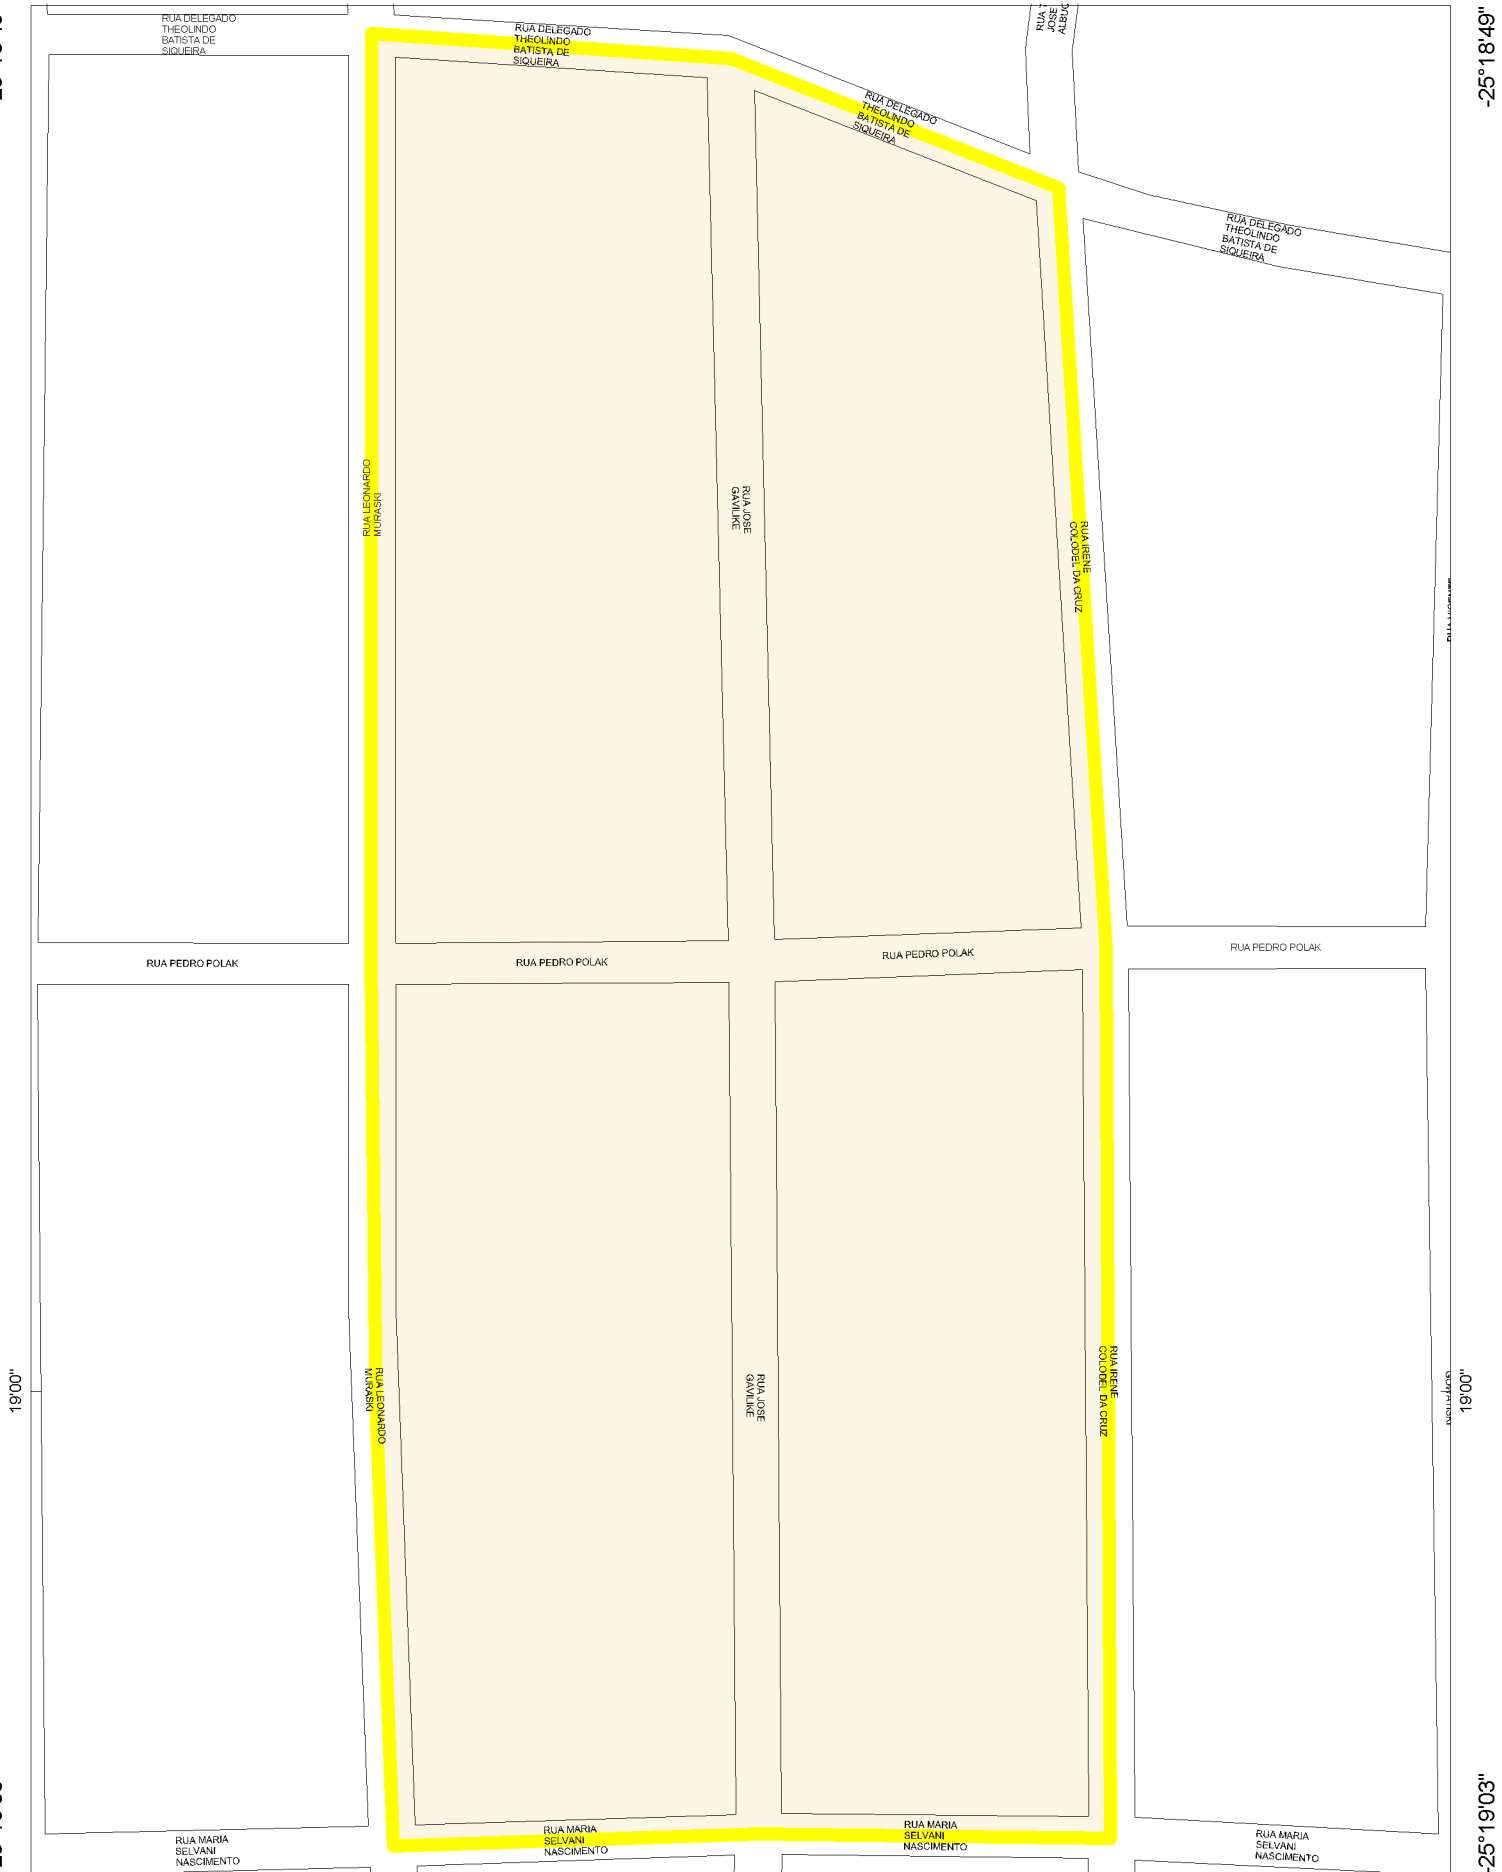 RUA DELEGADO
THEOLINDO
BATISTA DE
SIQUEIRA
RUA DELEGADO
THEOLINDO
BATISTA DE
SIQUEIRA
JOSE
-25°18'49"
RUA DELEGADO
THEOLINDO
BATISTA DE
SIQUEIRA
RUA DELEGADO
THEOLINDO
BATISTA DE
SIQUEIRA
RUA LEONARDO
MURASKI
RUA JOSE
GAVILIKE
RUA IRENE
COLODEL DA CRUZ
RUA PEDRO POLAK
RUA PEDRO POLAK
RUA PEDRO POLAK
RUA PEDRO POLAK
19'00"
RUA LEONARDO
MURASKI
RUA JOSE
GAVILIKE
RUA IRENE
COLODEL DA CRUZ
19'00"
RUA MARIA
SELVANI
NASCIMENTO
RUA MARIA
SELVANI
NASCIMENTO
RUA MARIA
SELVANI
NASCIMENTO
RUA MARIA
SELVANI
NASCIMENTO
-25°19'03"